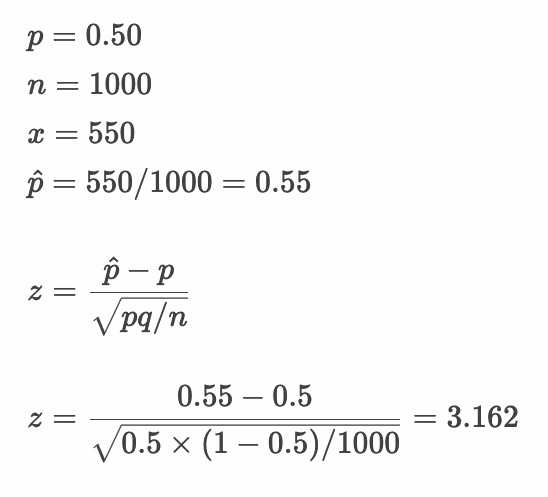 p = 0.50
n = 1000
x = 550
p̂ = 550/1000 = 0.55
z = (p̂ − p) / √(pq/n)
z = (0.55 − 0.5) / √(0.5 × (1 − 0.5)/1000) = 3.162